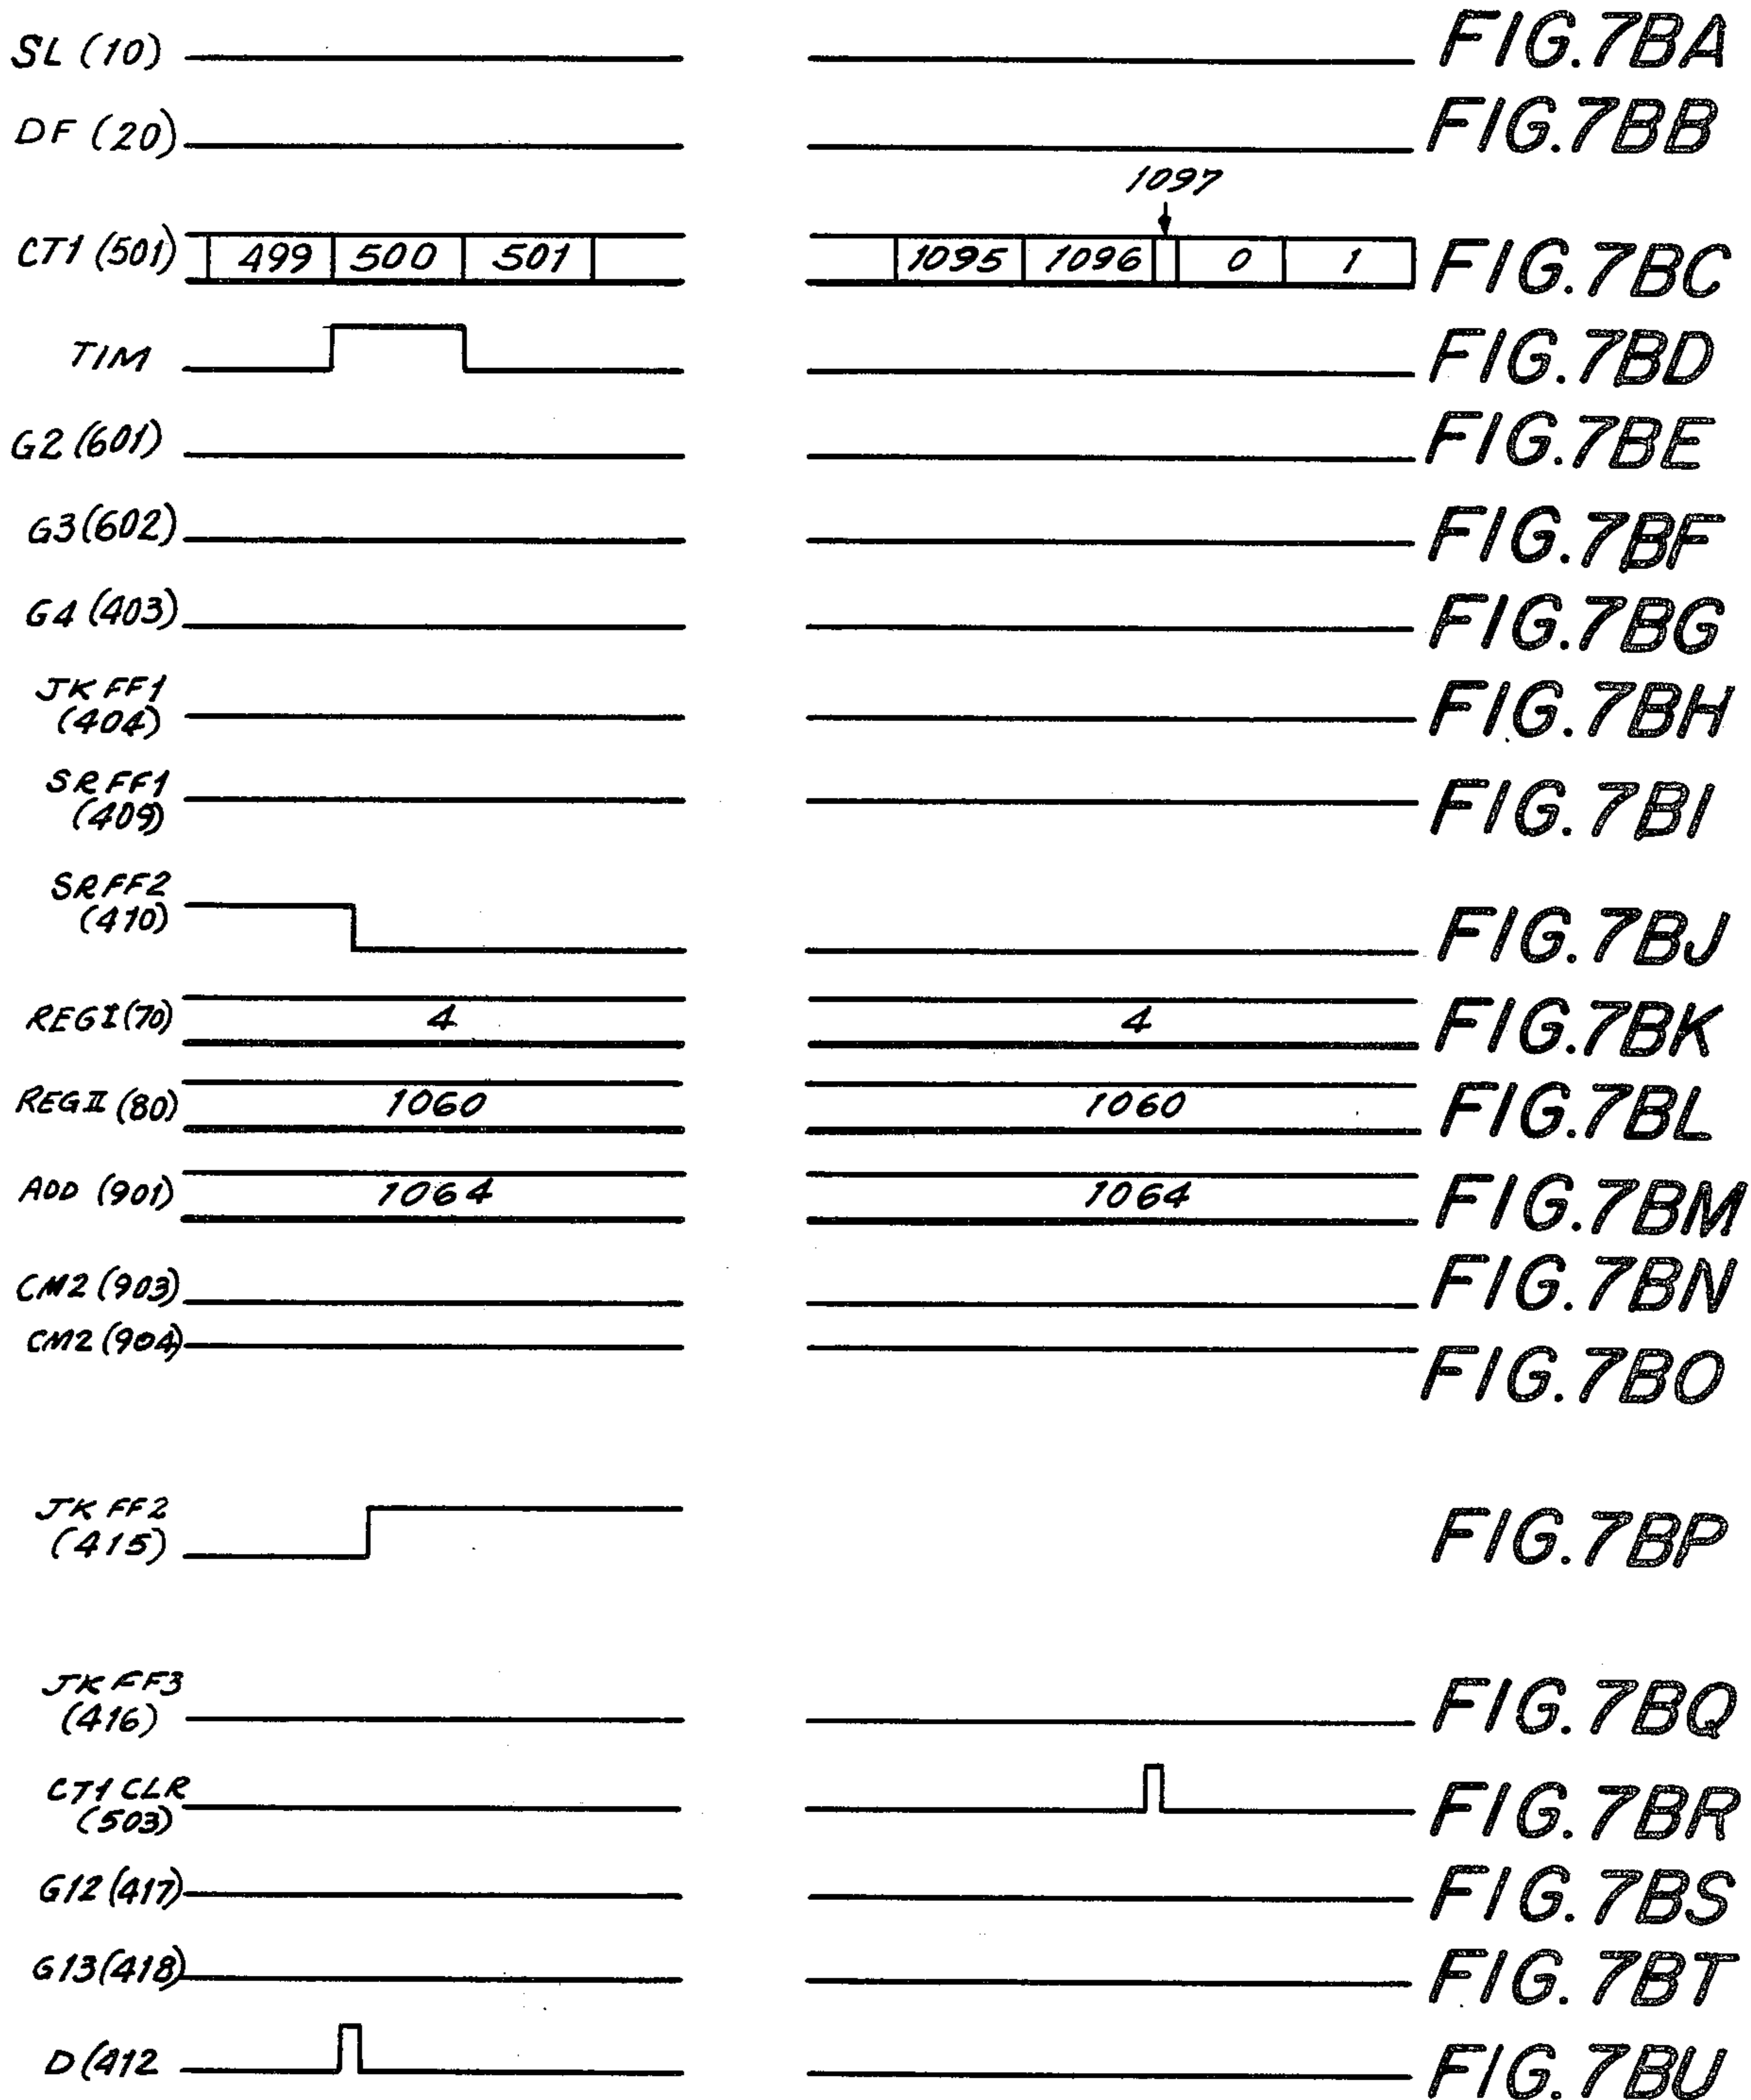 SL (10) FIG.7BA
DF (20) FIG.7BB
1097
CT1 (501) 499 500 501 1095 1096 0 1 FIG.7BC
TIM FIG.7BD
G2 (601) FIG.7BE
G3 (602) FIG.7BF
G4 (403) FIG.7BG
JK FF1
(404) FIG.7BH
SR FF1
(409) FIG.7BI
SR FF2
(410) FIG.7BJ
REG I (70) 4 4 FIG.7BK
REG II (80) 1060 1060 FIG.7BL
ADD (901) 1064 1064 FIG.7BM
CM2 (903) FIG.7BN
CM2 (904) FIG.7BO
JK FF2
(415) FIG.7BP
JK FF3
(416) FIG.7BQ
CT1 CLR
(503) FIG.7BR
G12 (417) FIG.7BS
G13 (418) FIG.7BT
D (412 FIG.7BU